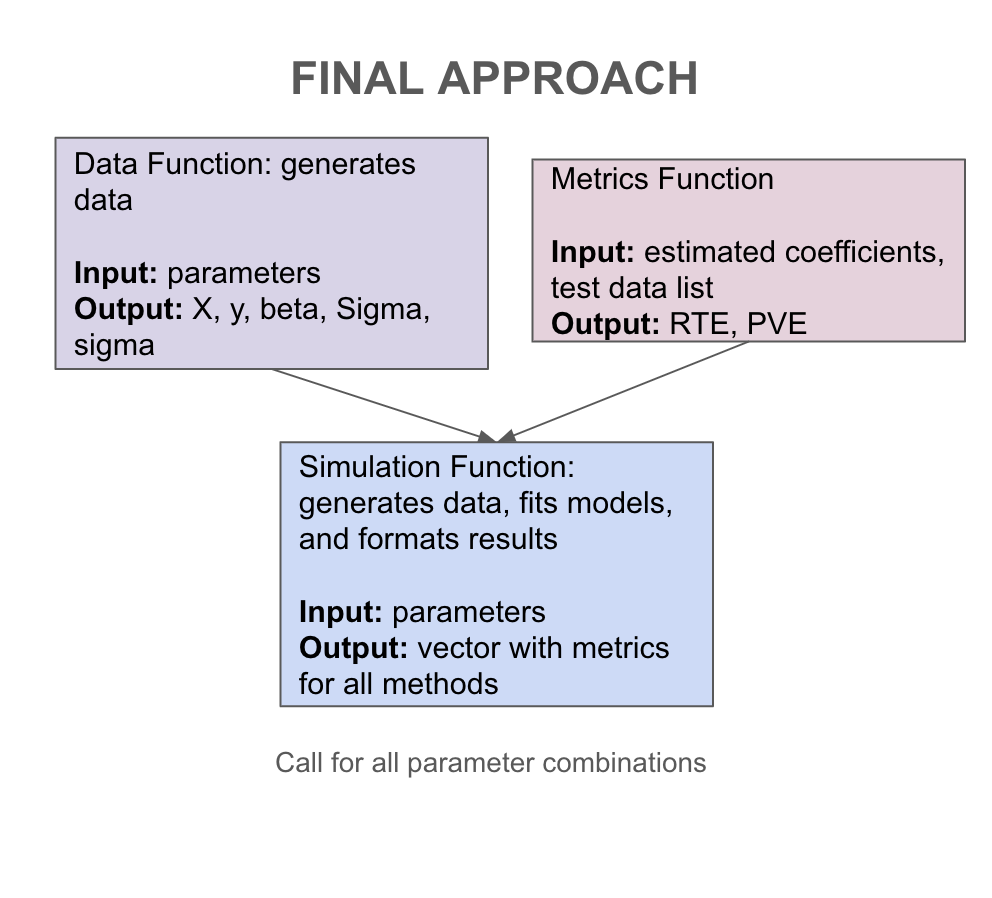 FINAL APPROACH
Data Function: generates
data
Input: parameters
Output: X, y, beta, Sigma,
sigma
Metrics Function
Input: estimated coefficients,
test data list
Output: RTE, PVE
Simulation Function:
generates data, fits models,
and formats results
Input: parameters
Output: vector with metrics
for all methods
Call for all parameter combinations